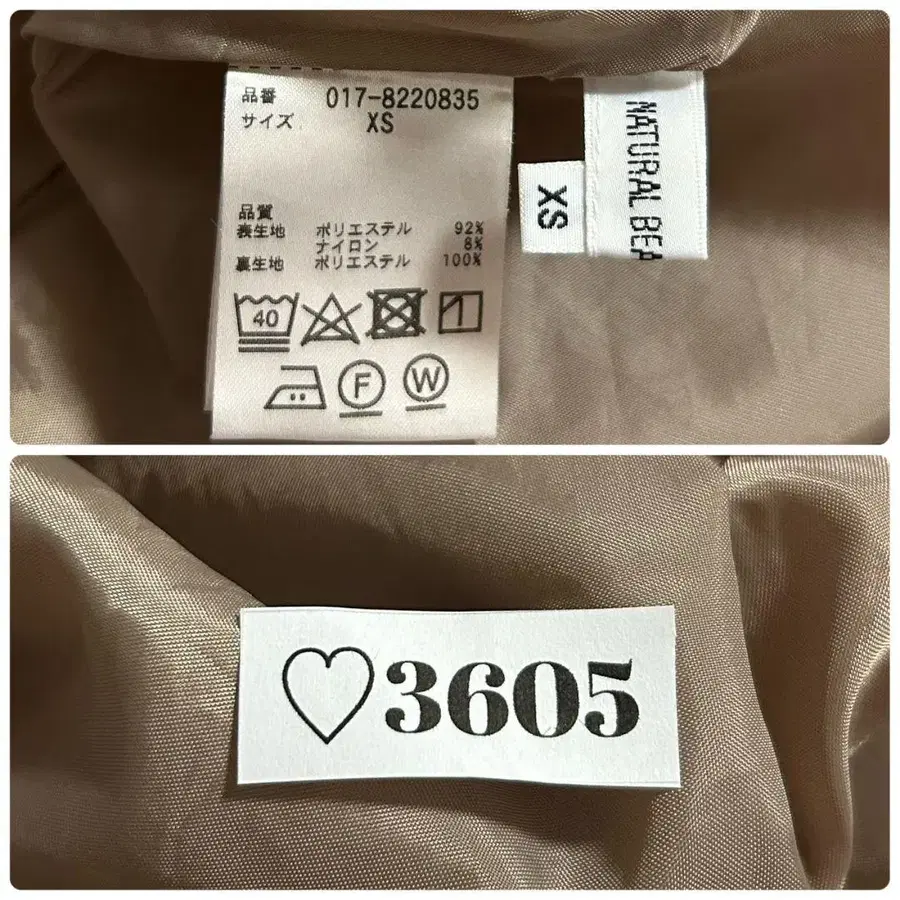 品番 017-8220835
サイズ XS
品質
表生地 ポリエステル 92%
ナイロン 8%
裏生地 ポリエステル 100%
40
1
F W
XS
NATURAL BEA
♡3605